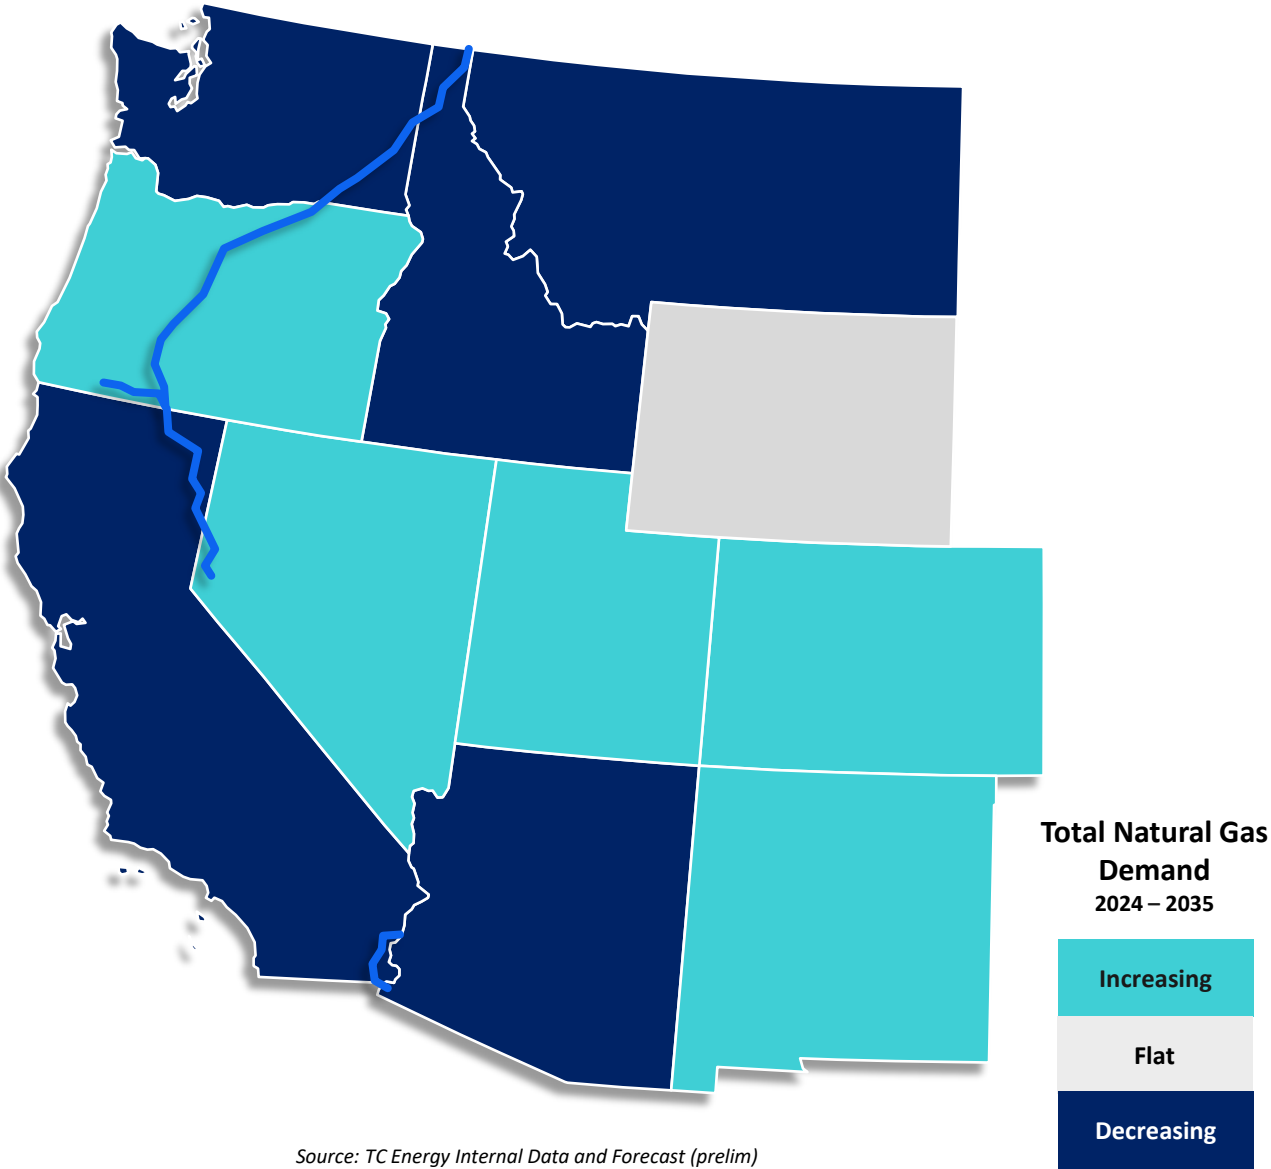 Total Natural Gas
Demand
2024 – 2035
Increasing
Flat
Decreasing
Source: TC Energy Internal Data and Forecast (prelim)